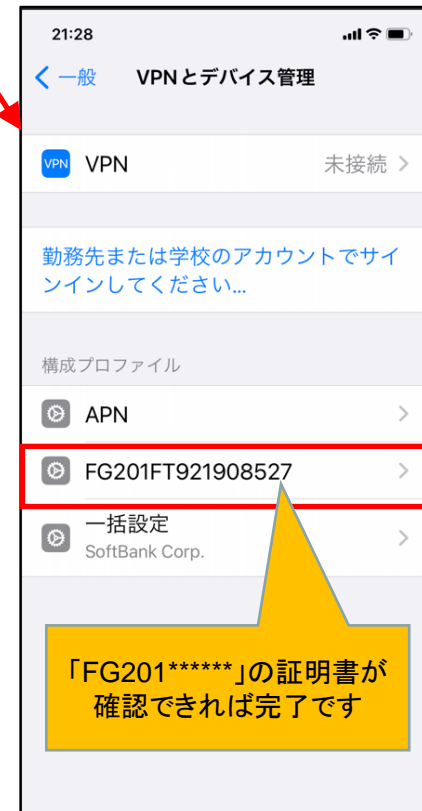 21:28
一般 VPNとデバイス管理
VPN VPN 未接続
勤務先または学校のアカウントでサイ
ンインしてください...
構成プロファイル
APN
FG201FT921908527
一括設定
SoftBank Corp.
「FG201******」の証明書が
確認できれば完了です